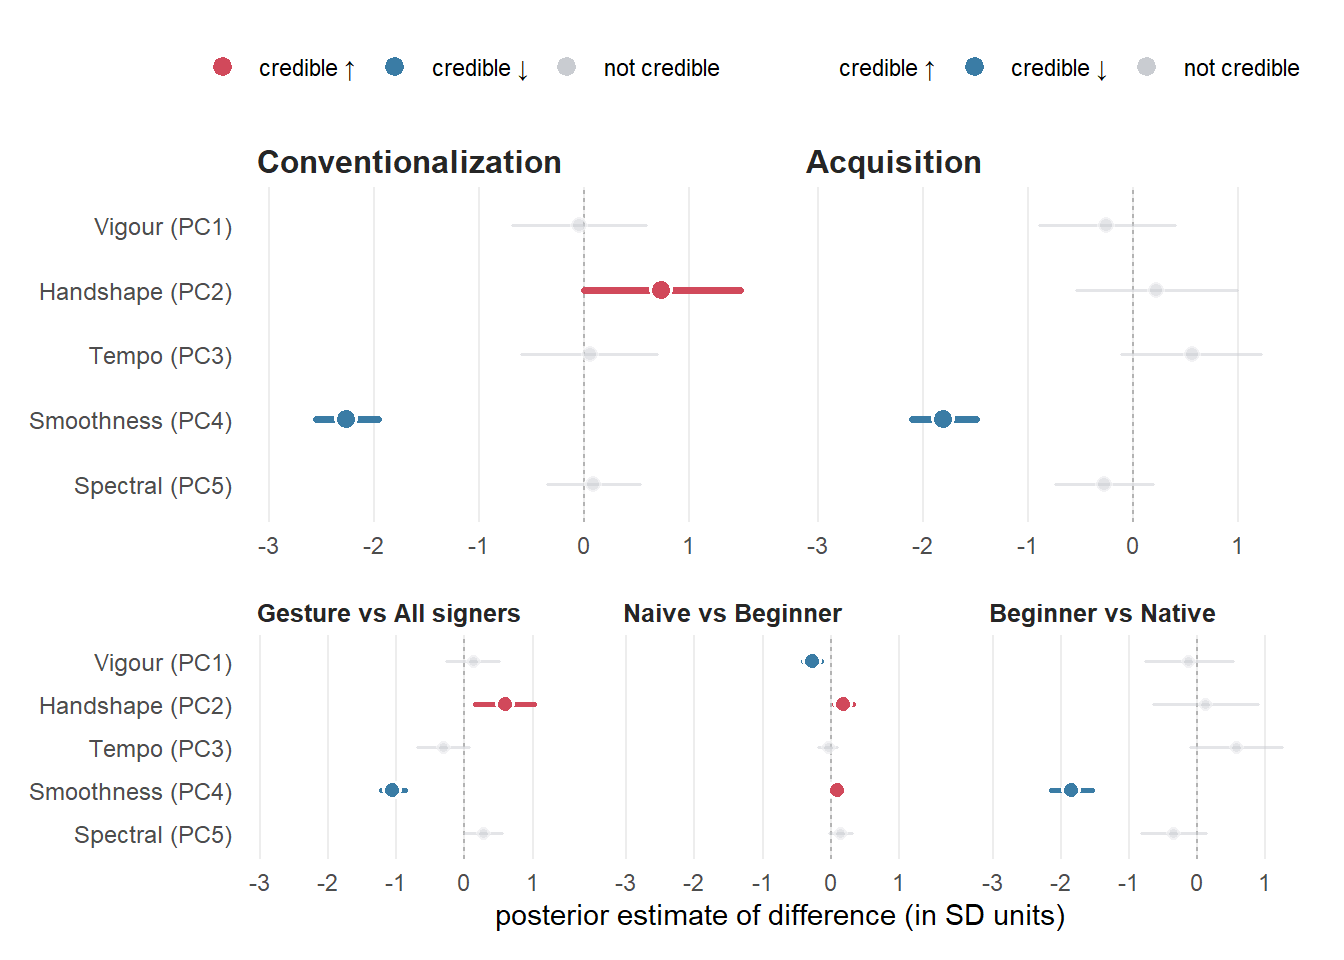 credible ↑ credible ↓ not credible credible ↑ credible ↓ not credible
Conventionalization Acquisition
Vigour (PC1)
Handshape (PC2)
Tempo (PC3)
Smoothness (PC4)
Spectral (PC5)
-3 -2 -1 0 1 -3 -2 -1 0 1
Gesture vs All signers Naive vs Beginner Beginner vs Native
Vigour (PC1)
Handshape (PC2)
Tempo (PC3)
Smoothness (PC4)
Spectral (PC5)
-3 -2 -1 0 1 -3 -2 -1 0 1 -3 -2 -1 0 1
posterior estimate of difference (in SD units)